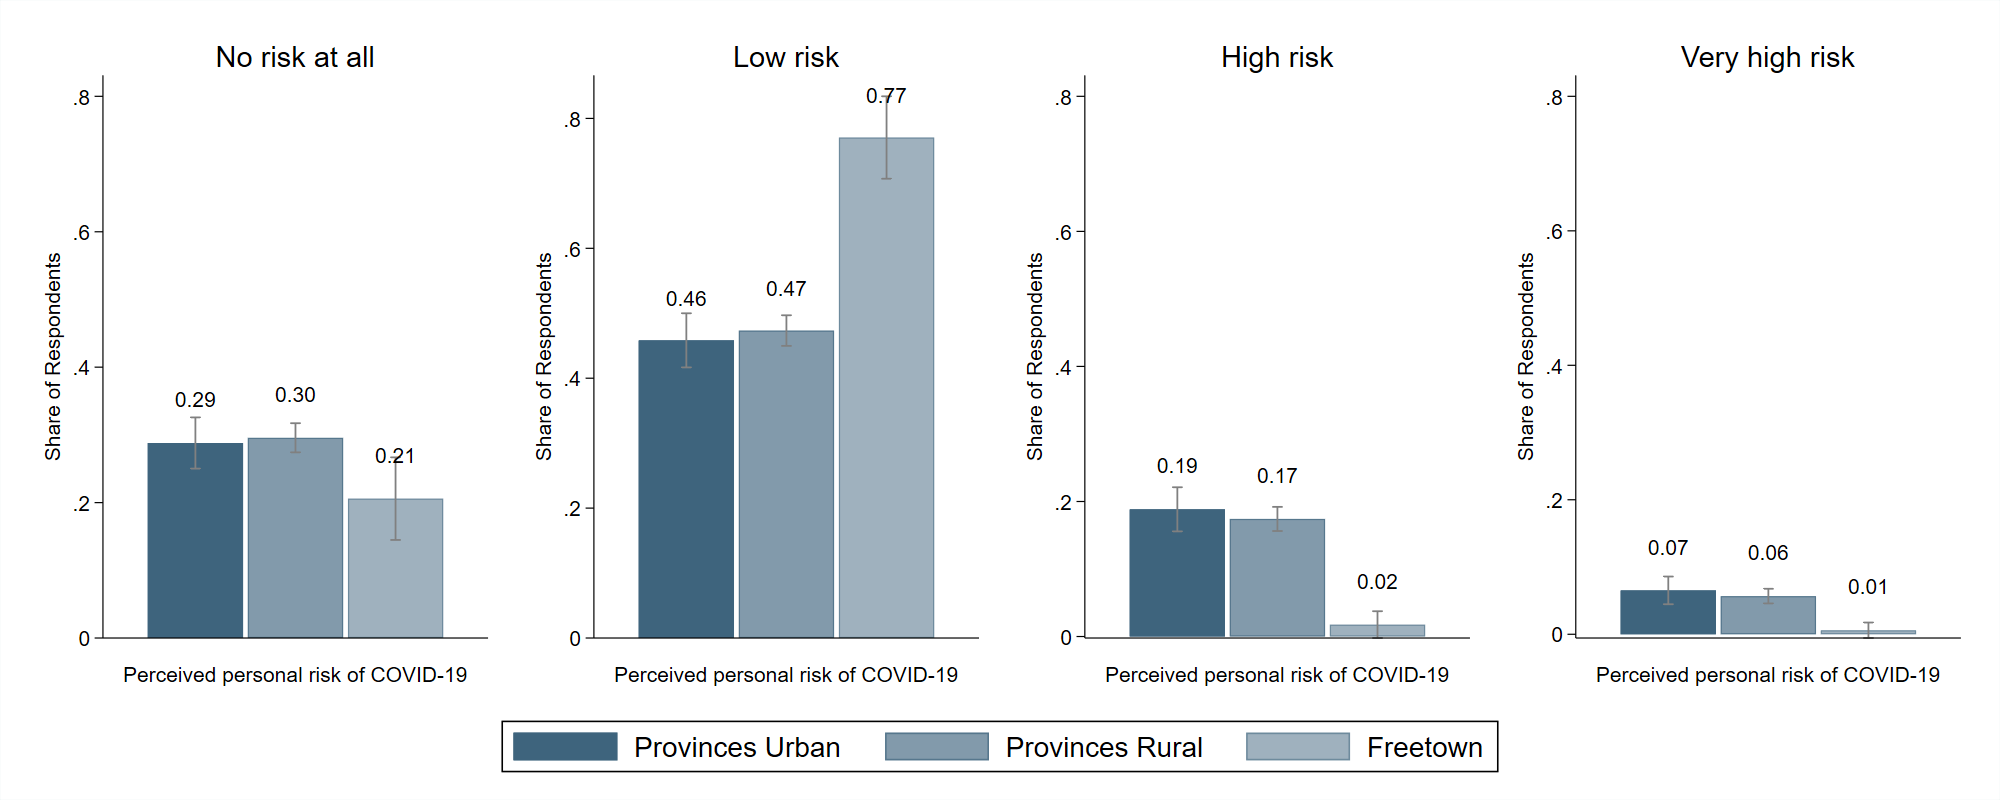 No risk at all
Share of Respondents
.8
.6
.4
.2
0
0.29
0.30
0.21
Perceived personal risk of COVID-19
Low risk
Share of Respondents
.8
.6
.4
.2
0
0.46
0.47
0.77
Perceived personal risk of COVID-19
High risk
Share of Respondents
.8
.6
.4
.2
0
0.19
0.17
0.02
Perceived personal risk of COVID-19
Very high risk
Share of Respondents
.8
.6
.4
.2
0
0.07
0.06
0.01
Perceived personal risk of COVID-19
Provinces Urban
Provinces Rural
Freetown